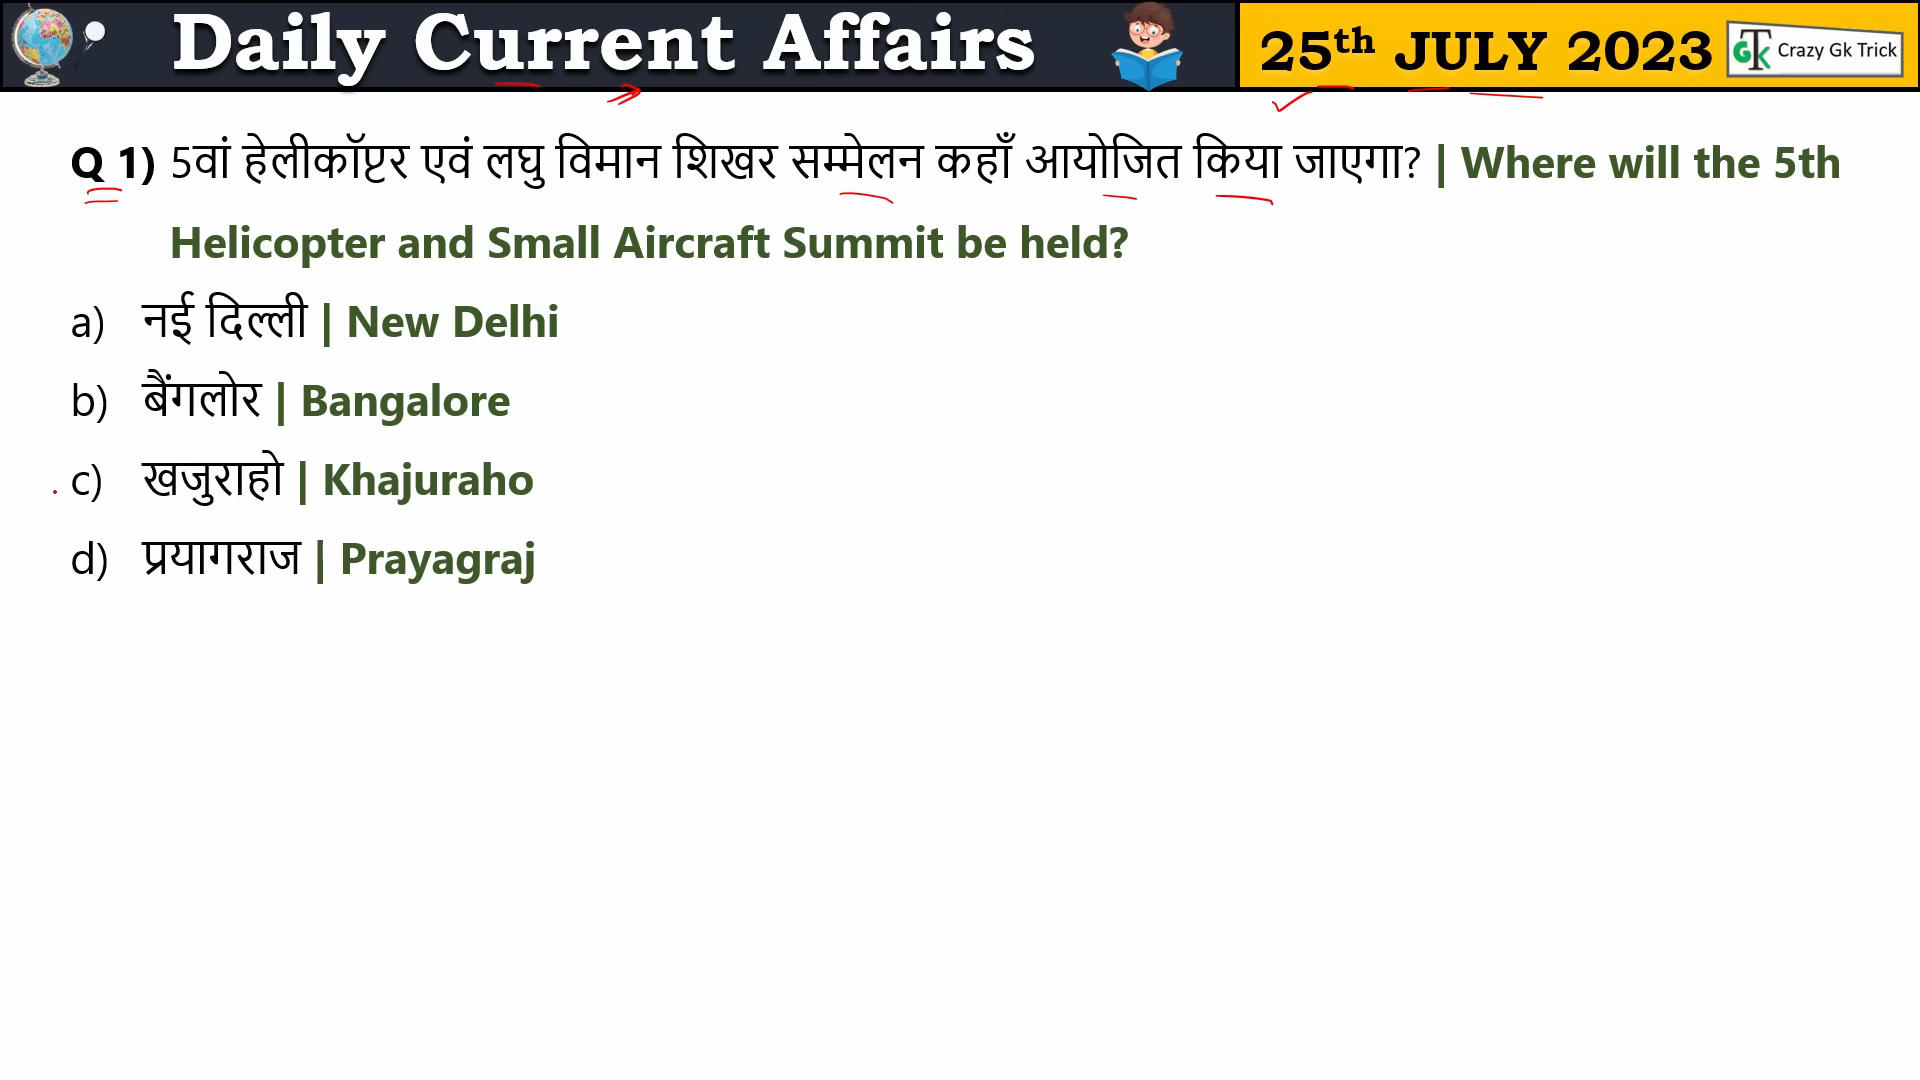 Daily Current Affairs
25th JULY 2023
GTK Crazy Gk Trick
Q 1) 5वां हेलीकॉप्टर एवं लघु विमान शिखर सम्मेलन कहाँ आयोजित किया जाएगा? | Where will the 5th
Helicopter and Small Aircraft Summit be held?
a) नई दिल्ली | New Delhi
b) बैंगलोर | Bangalore
c) खजुराहो | Khajuraho
d) प्रयागराज | Prayagraj